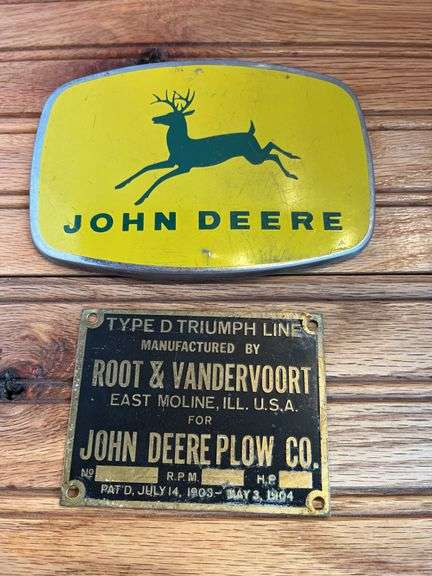 JOHN DEERE
TYPE D TRIUMPH LINE
MANUFACTURED BY
ROOT & VANDERVOORT
EAST MOLINE, ILL. U.S.A.
FOR
JOHN DEERE PLOW CO.
No R.P.M. H.P.
PAT'D. JULY 14, 1903- MAY 3, 1904